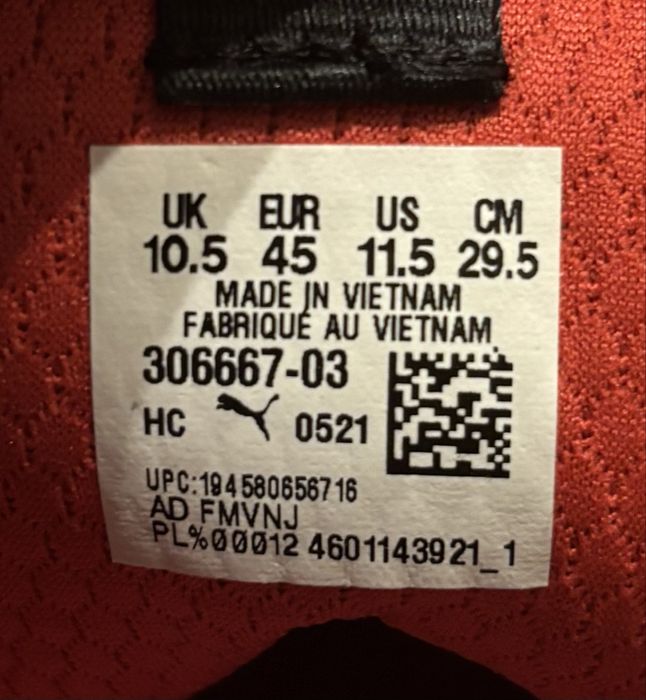 UK EUR US CM
10.5 45 11.5 29.5
MADE IN VIETNAM
FABRIQUÉ AU VIETNAM
306667-03
HC 0521
UPC:194580656716
AD FMVNJ
PL%00012 4601143921_1